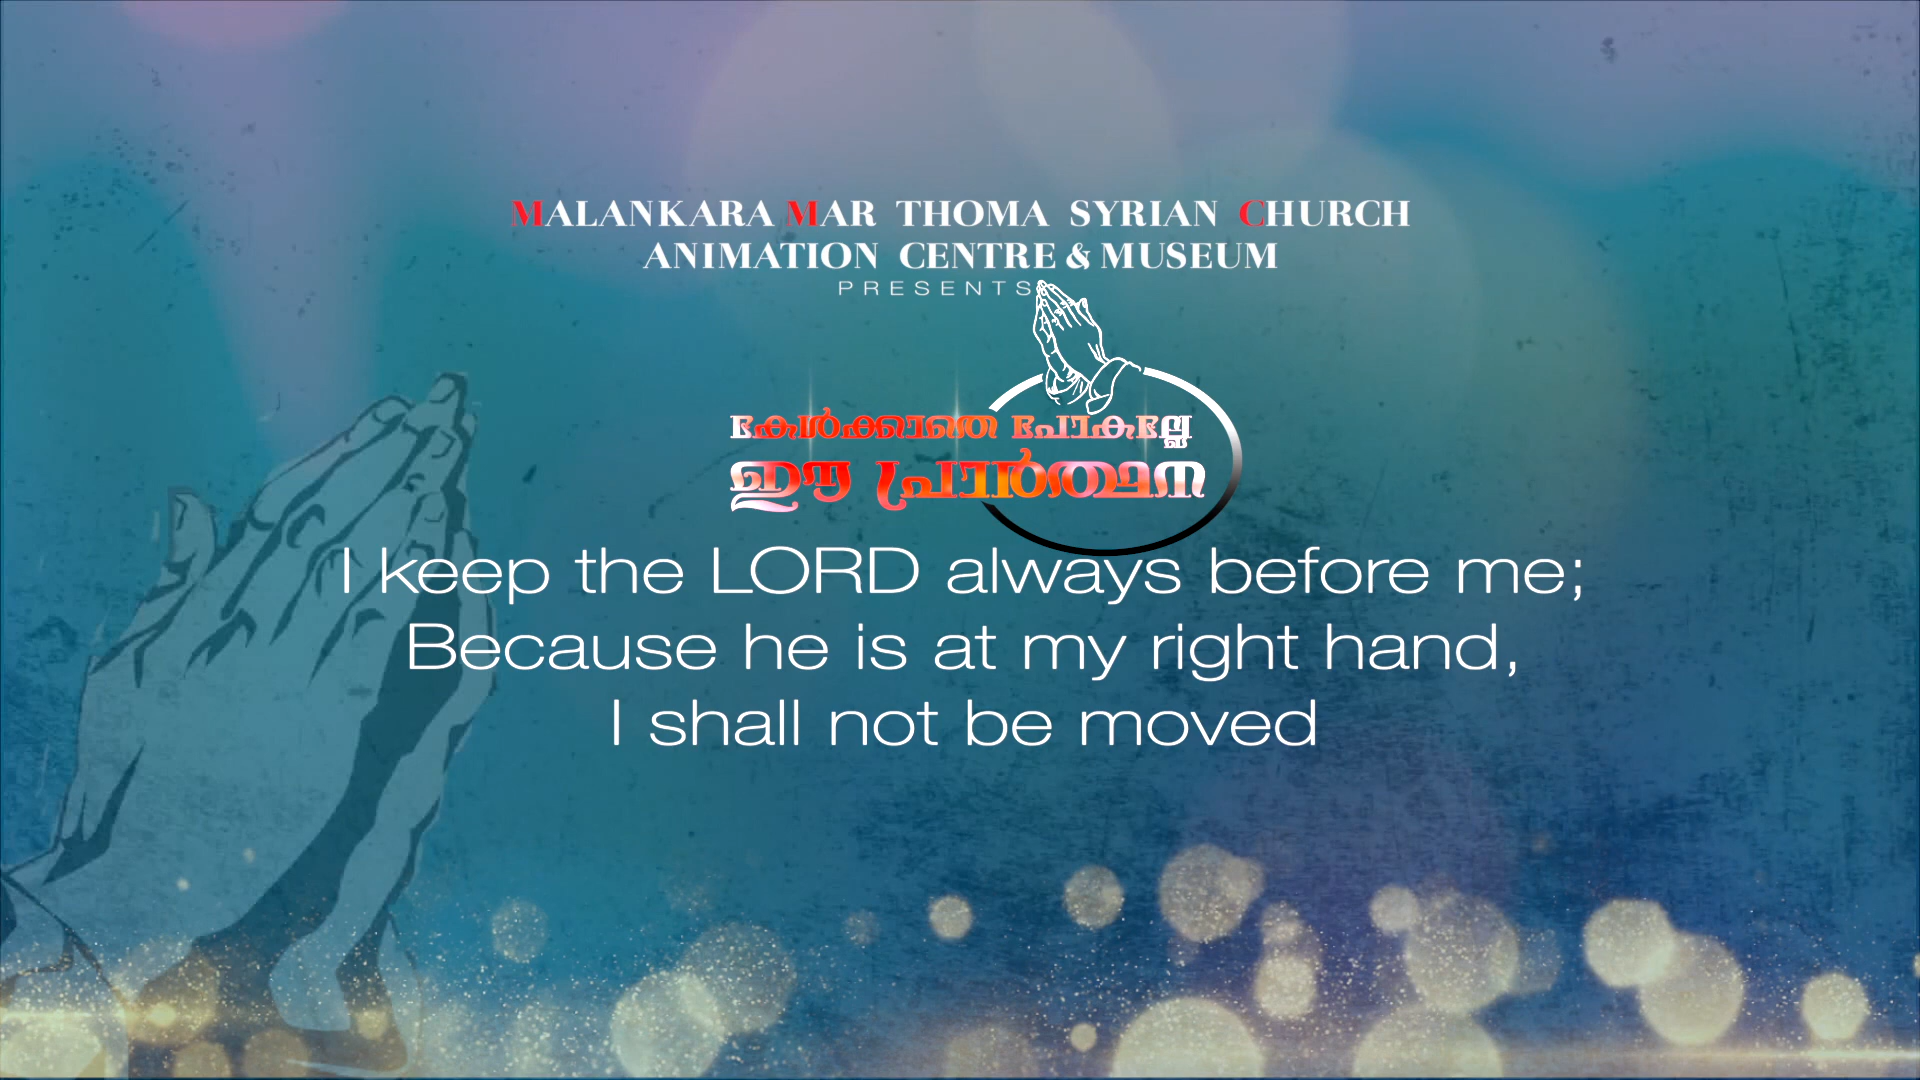 MALANKARA MAR THOMA SYRIAN CHURCH
ANIMATION CENTRE & MUSEUM
PRESENTS
കേൾക്കാതെ പോകല്ലേ
ഈ പ്രാർത്ഥന
I keep the LORD always before me;
Because he is at my right hand,
I shall not be moved